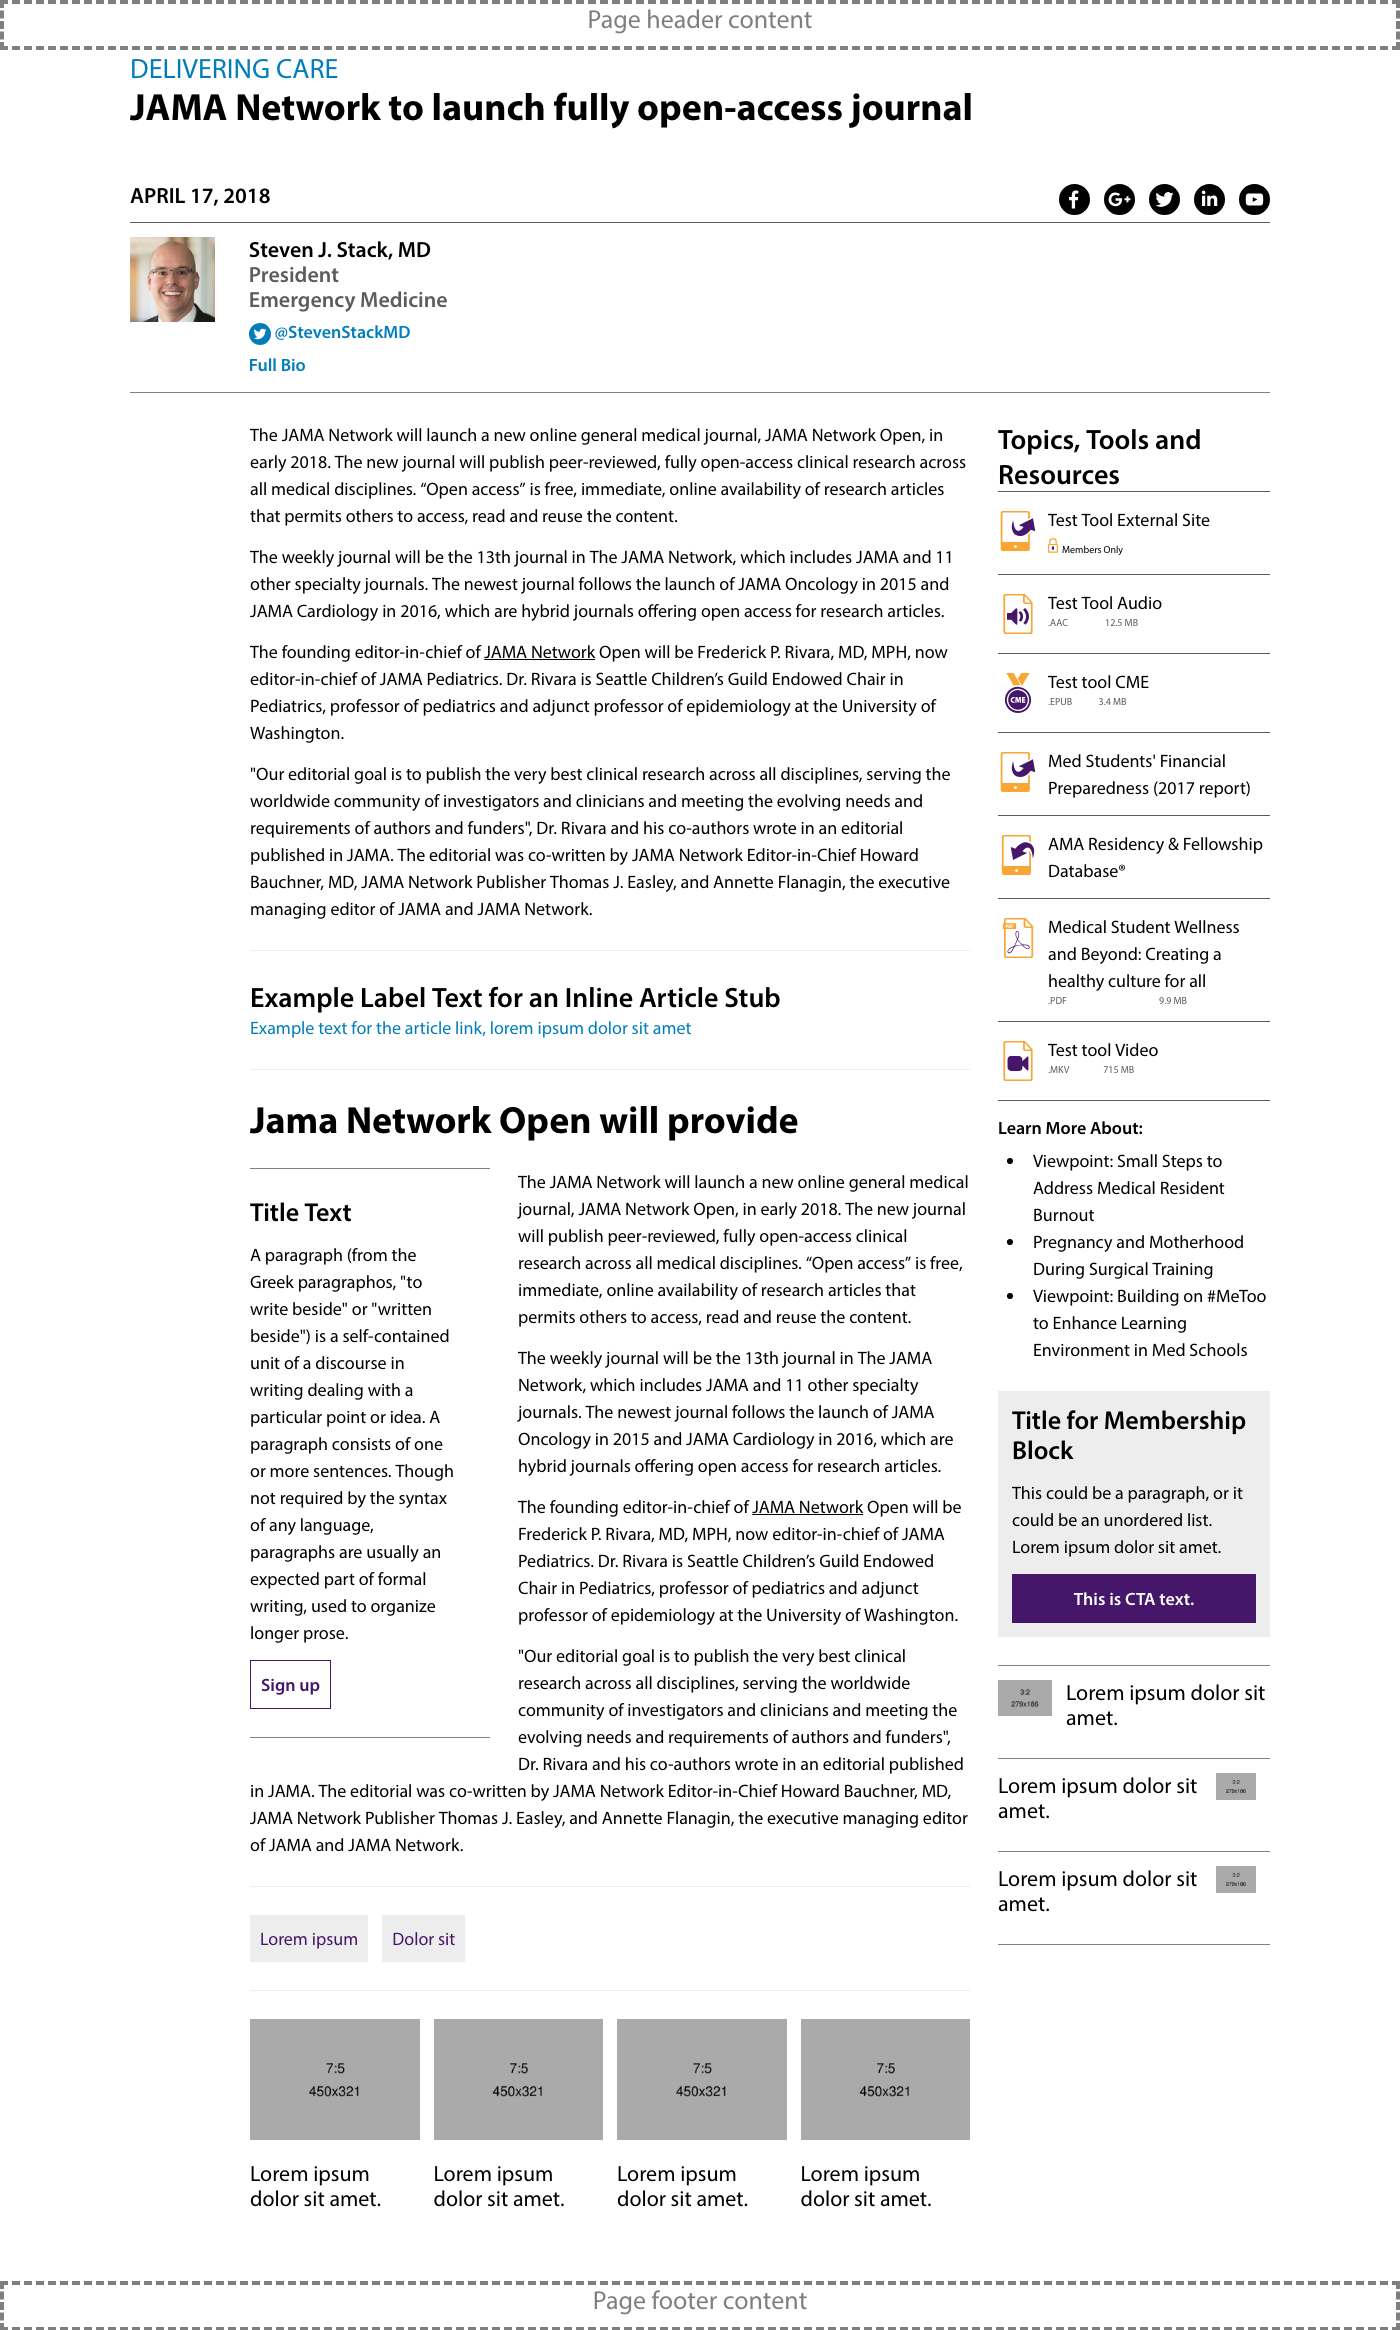 Page header content
DELIVERING CARE
JAMA Network to launch fully open-access journal
APRIL 17, 2018
Steven J. Stack, MD
President
Emergency Medicine
@StevenStackMD
Full Bio
The JAMA Network will launch a new online general medical journal, JAMA Network Open, in
early 2018. The new journal will publish peer-reviewed, fully open-access clinical research across
all medical disciplines. “Open access” is free, immediate, online availability of research articles
that permits others to access, read and reuse the content.
The weekly journal will be the 13th journal in The JAMA Network, which includes JAMA and 11
other specialty journals. The newest journal follows the launch of JAMA Oncology in 2015 and
JAMA Cardiology in 2016, which are hybrid journals offering open access for research articles.
The founding editor-in-chief of JAMA Network Open will be Frederick P. Rivara, MD, MPH, now
editor-in-chief of JAMA Pediatrics. Dr. Rivara is Seattle Children’s Guild Endowed Chair in
Pediatrics, professor of pediatrics and adjunct professor of epidemiology at the University of
Washington.
"Our editorial goal is to publish the very best clinical research across all disciplines, serving the
worldwide community of investigators and clinicians and meeting the evolving needs and
requirements of authors and funders", Dr. Rivara and his co-authors wrote in an editorial
published in JAMA. The editorial was co-written by JAMA Network Editor-in-Chief Howard
Bauchner, MD, JAMA Network Publisher Thomas J. Easley, and Annette Flanagin, the executive
managing editor of JAMA and JAMA Network.
Example Label Text for an Inline Article Stub
Example text for the article link, lorem ipsum dolor sit amet
Jama Network Open will provide
Title Text
A paragraph (from the
Greek paragraphos, "to
write beside" or "written
beside") is a self-contained
unit of a discourse in
writing dealing with a
particular point or idea. A
paragraph consists of one
or more sentences. Though
not required by the syntax
of any language,
paragraphs are usually an
expected part of formal
writing, used to organize
longer prose.
Sign up
The JAMA Network will launch a new online general medical
journal, JAMA Network Open, in early 2018. The new journal
will publish peer-reviewed, fully open-access clinical
research across all medical disciplines. “Open access” is free,
immediate, online availability of research articles that
permits others to access, read and reuse the content.
The weekly journal will be the 13th journal in The JAMA
Network, which includes JAMA and 11 other specialty
journals. The newest journal follows the launch of JAMA
Oncology in 2015 and JAMA Cardiology in 2016, which are
hybrid journals offering open access for research articles.
The founding editor-in-chief of JAMA Network Open will be
Frederick P. Rivara, MD, MPH, now editor-in-chief of JAMA
Pediatrics. Dr. Rivara is Seattle Children’s Guild Endowed
Chair in Pediatrics, professor of pediatrics and adjunct
professor of epidemiology at the University of Washington.
"Our editorial goal is to publish the very best clinical
research across all disciplines, serving the worldwide
community of investigators and clinicians and meeting the
evolving needs and requirements of authors and funders",
Dr. Rivara and his co-authors wrote in an editorial published
in JAMA. The editorial was co-written by JAMA Network Editor-in-Chief Howard Bauchner, MD,
JAMA Network Publisher Thomas J. Easley, and Annette Flanagin, the executive managing editor
of JAMA and JAMA Network.
Lorem ipsum
Dolor sit
7:5
450x321
Lorem ipsum
dolor sit amet.
7:5
450x321
Lorem ipsum
dolor sit amet.
7:5
450x321
Lorem ipsum
dolor sit amet.
7:5
450x321
Lorem ipsum
dolor sit amet.
Topics, Tools and
Resources
Test Tool External Site
Members Only
Test Tool Audio
.AAC 12.5 MB
CME
Test tool CME
.EPUB 3.4 MB
Med Students' Financial
Preparedness (2017 report)
AMA Residency & Fellowship
Database®
PDF
Medical Student Wellness
and Beyond: Creating a
healthy culture for all
.PDF 9.9 MB
Test tool Video
.MKV 715 MB
Learn More About:
Viewpoint: Small Steps to
Address Medical Resident
Burnout
Pregnancy and Motherhood
During Surgical Training
Viewpoint: Building on #MeToo
to Enhance Learning
Environment in Med Schools
Title for Membership
Block
This could be a paragraph, or it
could be an unordered list.
Lorem ipsum dolor sit amet.
This is CTA text.
3:2
279x186
Lorem ipsum dolor sit
amet.
Lorem ipsum dolor sit
amet.
3:2
279x186
Lorem ipsum dolor sit
amet.
3:2
279x186
Page footer content